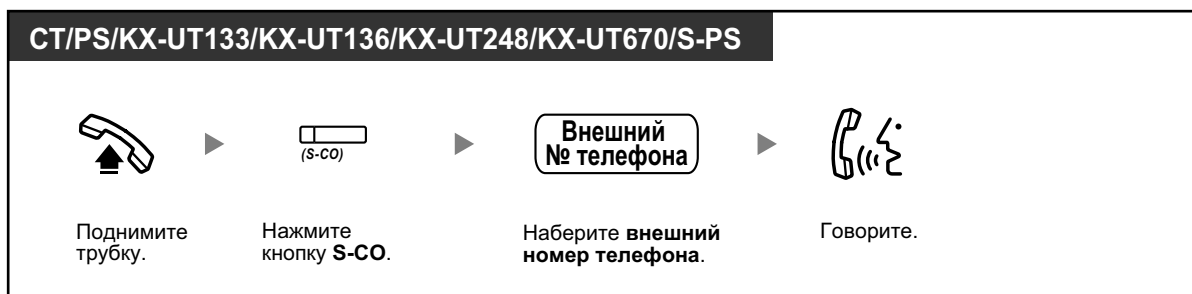 CT/PS/KX-UT133/KX-UT136/KX-UT248/KX-UT670/S-PS
(S-CO)
Внешний
№ телефона
Поднимите
трубку.
Нажмите
кнопку S-CO.
Наберите внешний
номер телефона.
Говорите.